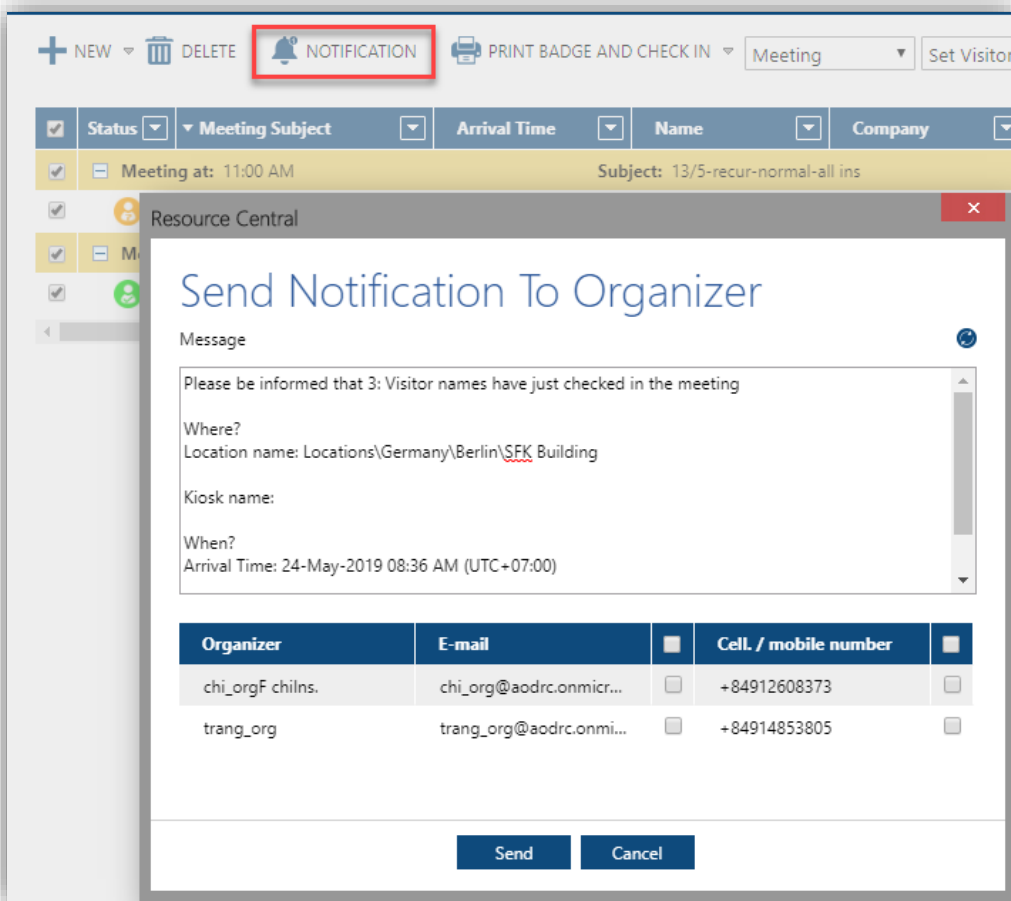 NEW DELETE NOTIFICATION PRINT BADGE AND CHECK IN Meeting Set Visitor
Status Meeting Subject Arrival Time Name Company
Meeting at: 11:00 AM Subject: 13/5-recur-normal-all ins
Resource Central
Send Notification To Organizer
Message
Please be informed that 3: Visitor names have just checked in the meeting
Where?
Location name: Locations\Germany\Berlin\SFK Building
Kiosk name:
When?
Arrival Time: 24-May-2019 08:36 AM (UTC+07:00)
Organizer E-mail Cell. / mobile number
chi_orgF chilns. chi_org@aodrc.onmicr... +84912608373
trang_org trang_org@aodrc.onmi... +84914853805
Send Cancel